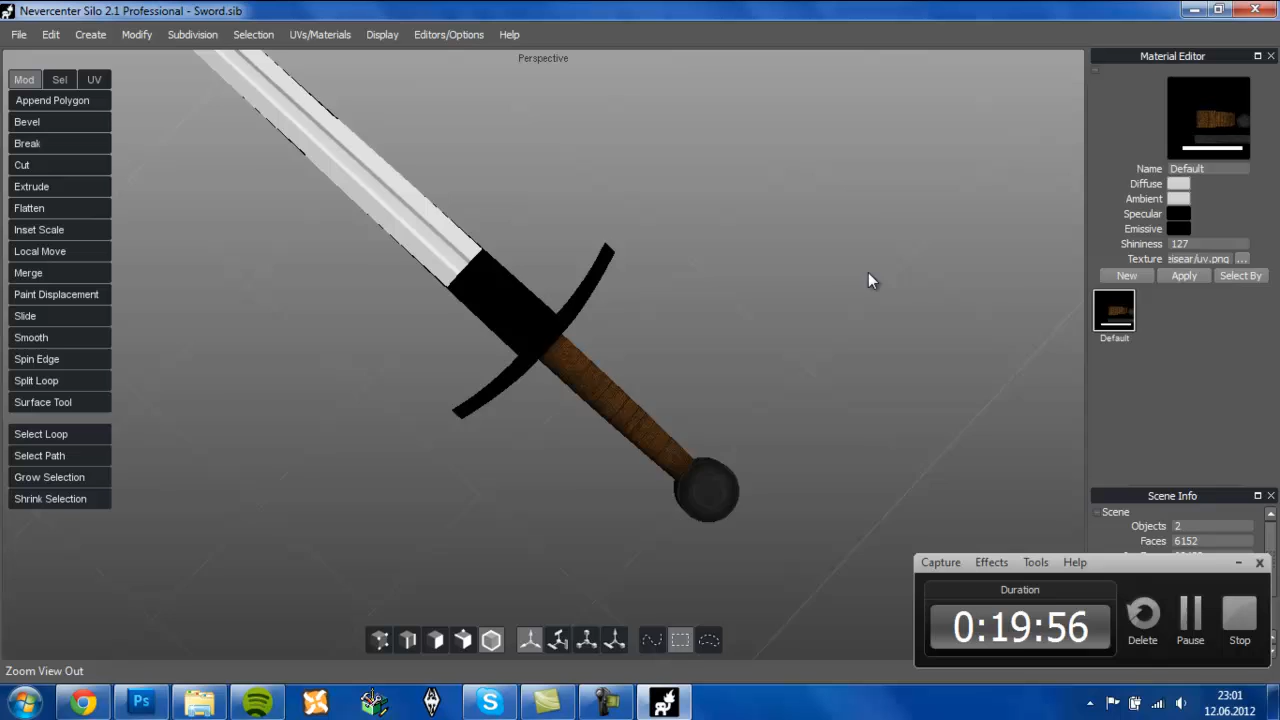 Nevercenter Silo 2.1 Professional - Sword.sib
File Edit Create Modify Subdivision Selection UVs/Materials Display Editors/Options Help
Perspective
Mod Sel UV
Append Polygon
Bevel
Break
Cut
Extrude
Flatten
Inset Scale
Local Move
Merge
Paint Displacement
Slide
Smooth
Spin Edge
Split Loop
Surface Tool
Select Loop
Select Path
Grow Selection
Shrink Selection
Material Editor
Name Default
Diffuse
Ambient
Specular
Emissive
Shininess 127
Texture eisear/uv.png ...
New Apply Select By
Default
Scene Info
Scene
Objects 2
Faces 6152
Capture Effects Tools Help
Duration
0:19:56
Delete Pause Stop
Zoom View Out
Ps
23:01
12.06.2012